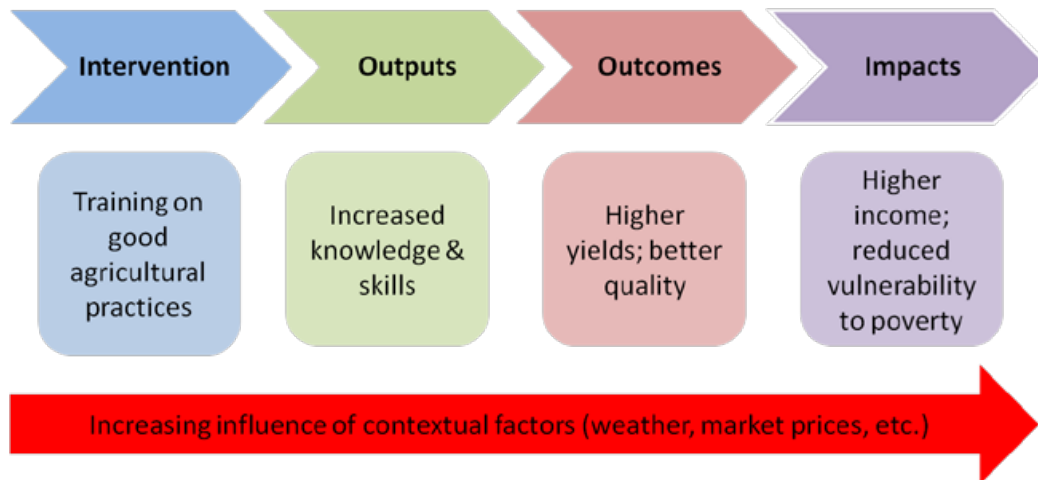 Intervention
Outputs
Outcomes
Impacts
Training on
good
agricultural
practices
Increased
knowledge &
skills
Higher
yields; better
quality
Higher
income;
reduced
vulnerability
to poverty
Increasing influence of contextual factors (weather, market prices, etc.)